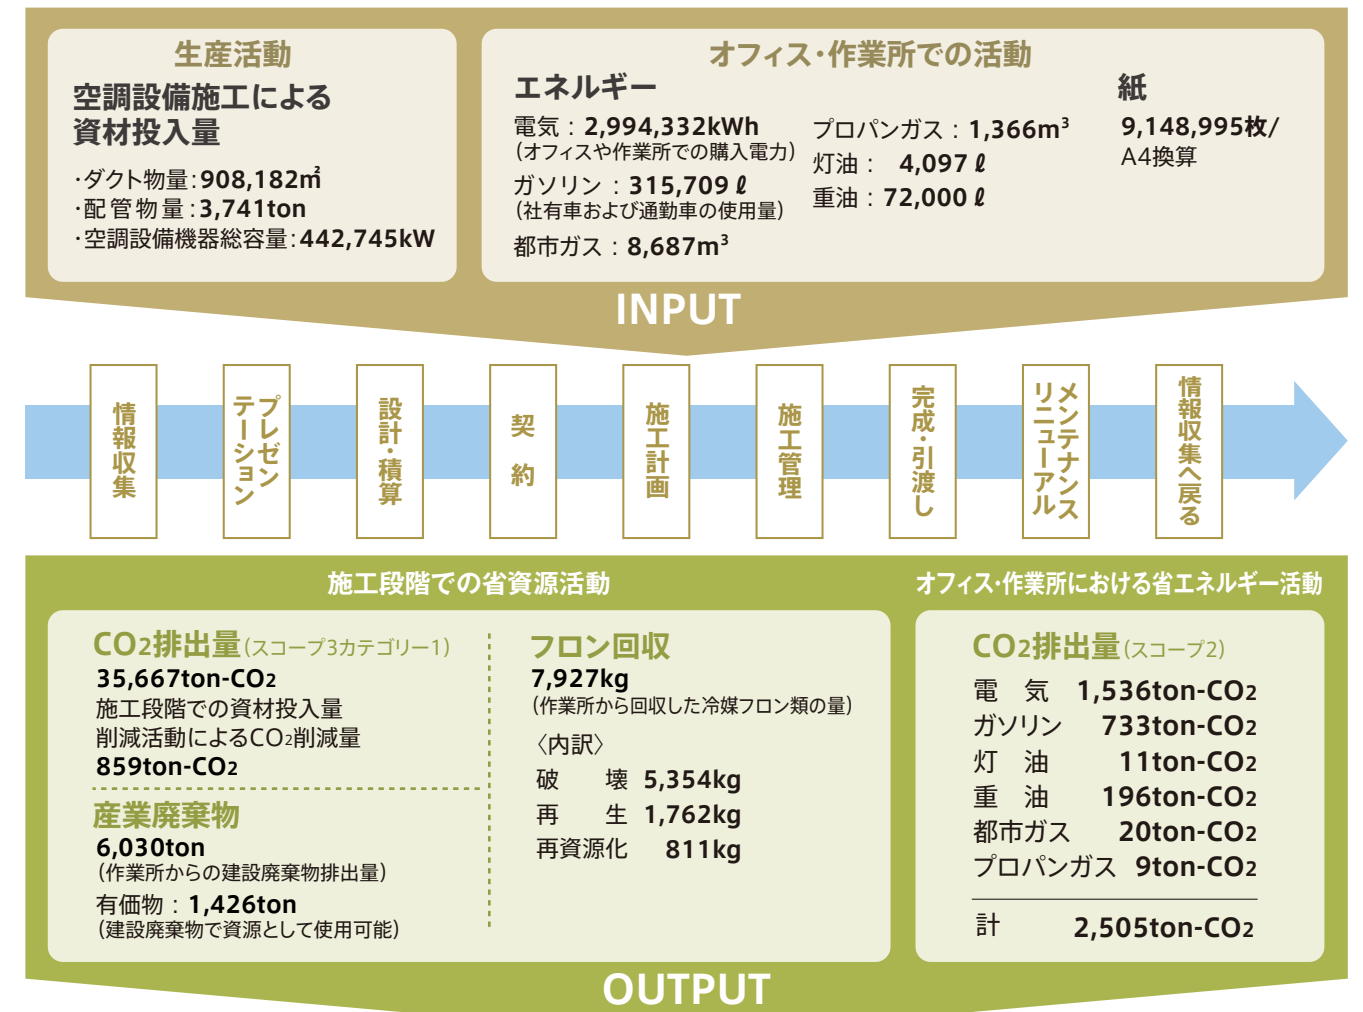 生産活動
空調設備施工による
資材投入量
･ダクト物量：908,182㎡
･配管物量：3,741ton
･空調設備機器総容量：442,745kW
オフィス･作業所での活動
エネルギー
電気：2,994,332kWh
(オフィスや作業所での購入電力)
ガソリン：315,709ℓ
(社有車および通勤車の使用量)
都市ガス：8,687m³
プロパンガス：1,366m³
灯油： 4,097ℓ
重油：72,000ℓ
紙
9,148,995枚/
A4換算
INPUT
情報収集
プレゼン
テーション
設計･積算
契 約
施工計画
施工管理
完成･引渡し
メンテナンス
リニューアル
情報収集へ戻る
施工段階での省資源活動
CO2排出量(スコープ3カテゴリー1)
35,667ton-CO2
施工段階での資材投入量
削減活動によるCO2削減量
859ton-CO2
産業廃棄物
6,030ton
(作業所からの建設廃棄物排出量)
有価物：1,426ton
(建設廃棄物で資源として使用可能)
フロン回収
7,927kg
(作業所から回収した冷媒フロン類の量)
〈内訳〉
破 壊 5,354kg
再 生 1,762kg
再資源化 811kg
オフィス･作業所における省エネルギー活動
CO2排出量(スコープ2)
電 気 1,536ton-CO2
ガソリン 733ton-CO2
灯 油 11ton-CO2
重 油 196ton-CO2
都市ガス 20ton-CO2
プロパンガス 9ton-CO2
計 2,505ton-CO2
OUTPUT